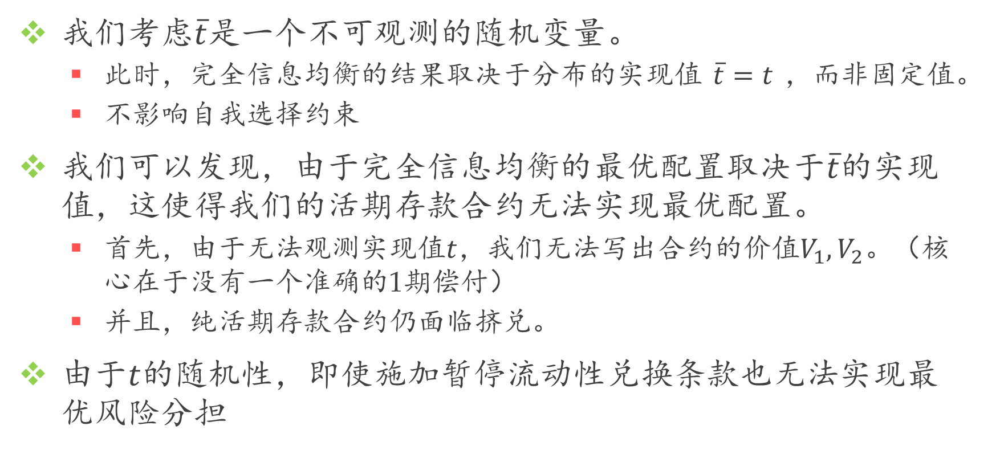 ❖ 我们考虑t̄是一个不可观测的随机变量。
▪ 此时，完全信息均衡的结果取决于分布的实现值 t̄ = t ，而非固定值。
▪ 不影响自我选择约束
❖ 我们可以发现，由于完全信息均衡的最优配置取决于t̄的实现
值，这使得我们的活期存款合约无法实现最优配置。
▪ 首先，由于无法观测实现值t，我们无法写出合约的价值V₁, V₂。（核
心在于没有一个准确的1期偿付）
▪ 并且，纯活期存款合约仍面临挤兑。
❖ 由于t的随机性，即使施加暂停流动性兑换条款也无法实现最
优风险分担